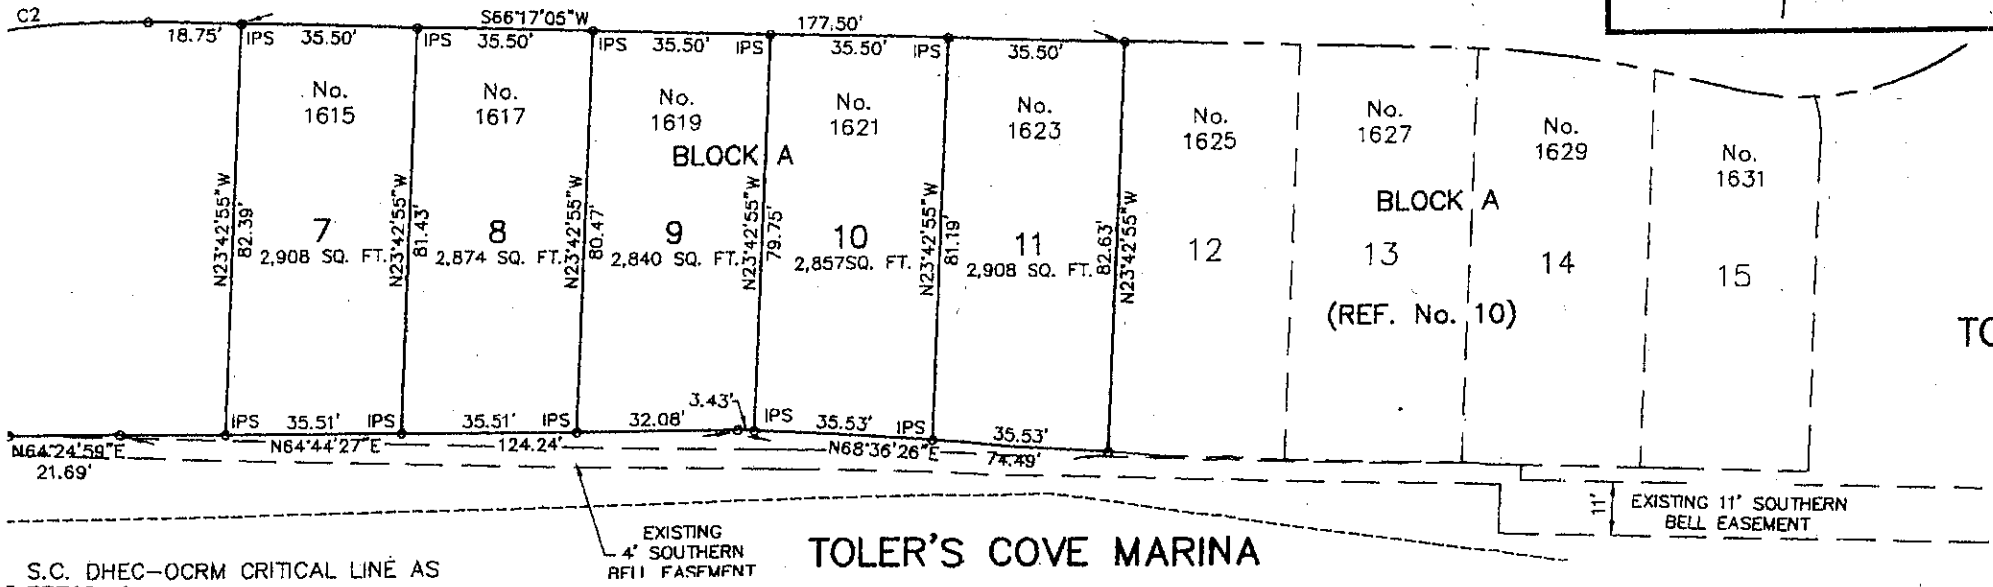 C2
S66°17'05"W
177.50'
18.75'
IPS
35.50'
IPS
35.50'
IPS
35.50'
IPS
35.50'
IPS
35.50'
No.
1615
No.
1617
No.
1619
No.
1621
No.
1623
No.
1625
No.
1627
No.
1629
No.
1631
BLOCK A
BLOCK A
N23°42'55"W
82.39'
7
2,908 SQ. FT.
N23°42'55"W
81.43'
8
2,874 SQ. FT.
N23°42'55"W
80.47'
9
2,840 SQ. FT.
N23°42'55"W
79.75'
10
2,857SQ. FT.
N23°42'55"W
81.19'
11
2,908 SQ. FT.
82.63'
N23°42'55"W
12
13
14
15
(REF. No. 10)
TO
IPS
35.51'
IPS
35.51'
IPS
32.08'
3.43'
IPS
35.53'
IPS
35.53'
N64°24'59"E
21.69'
N64°44'27"E
124.24'
N68°36'26"E
74.49'
11'
EXISTING 11' SOUTHERN
BELL EASEMENT
EXISTING
4' SOUTHERN
BELL EASEMENT
TOLER'S COVE MARINA
S.C. DHEC-OCRM CRITICAL LINE AS